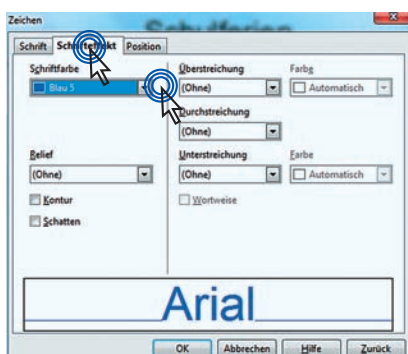 Zeichen
Schulferien
Schrift Schrifteffekt Position
Schriftfarbe Überstreichung Farbe
Blau 5 (Ohne) Automatisch
Durchstreichung
(Ohne)
Relief Unterstreichung Farbe
(Ohne) (Ohne) Automatisch
Kontur Wortweise
Schatten
Arial
OK Abbrechen Hilfe Zurück